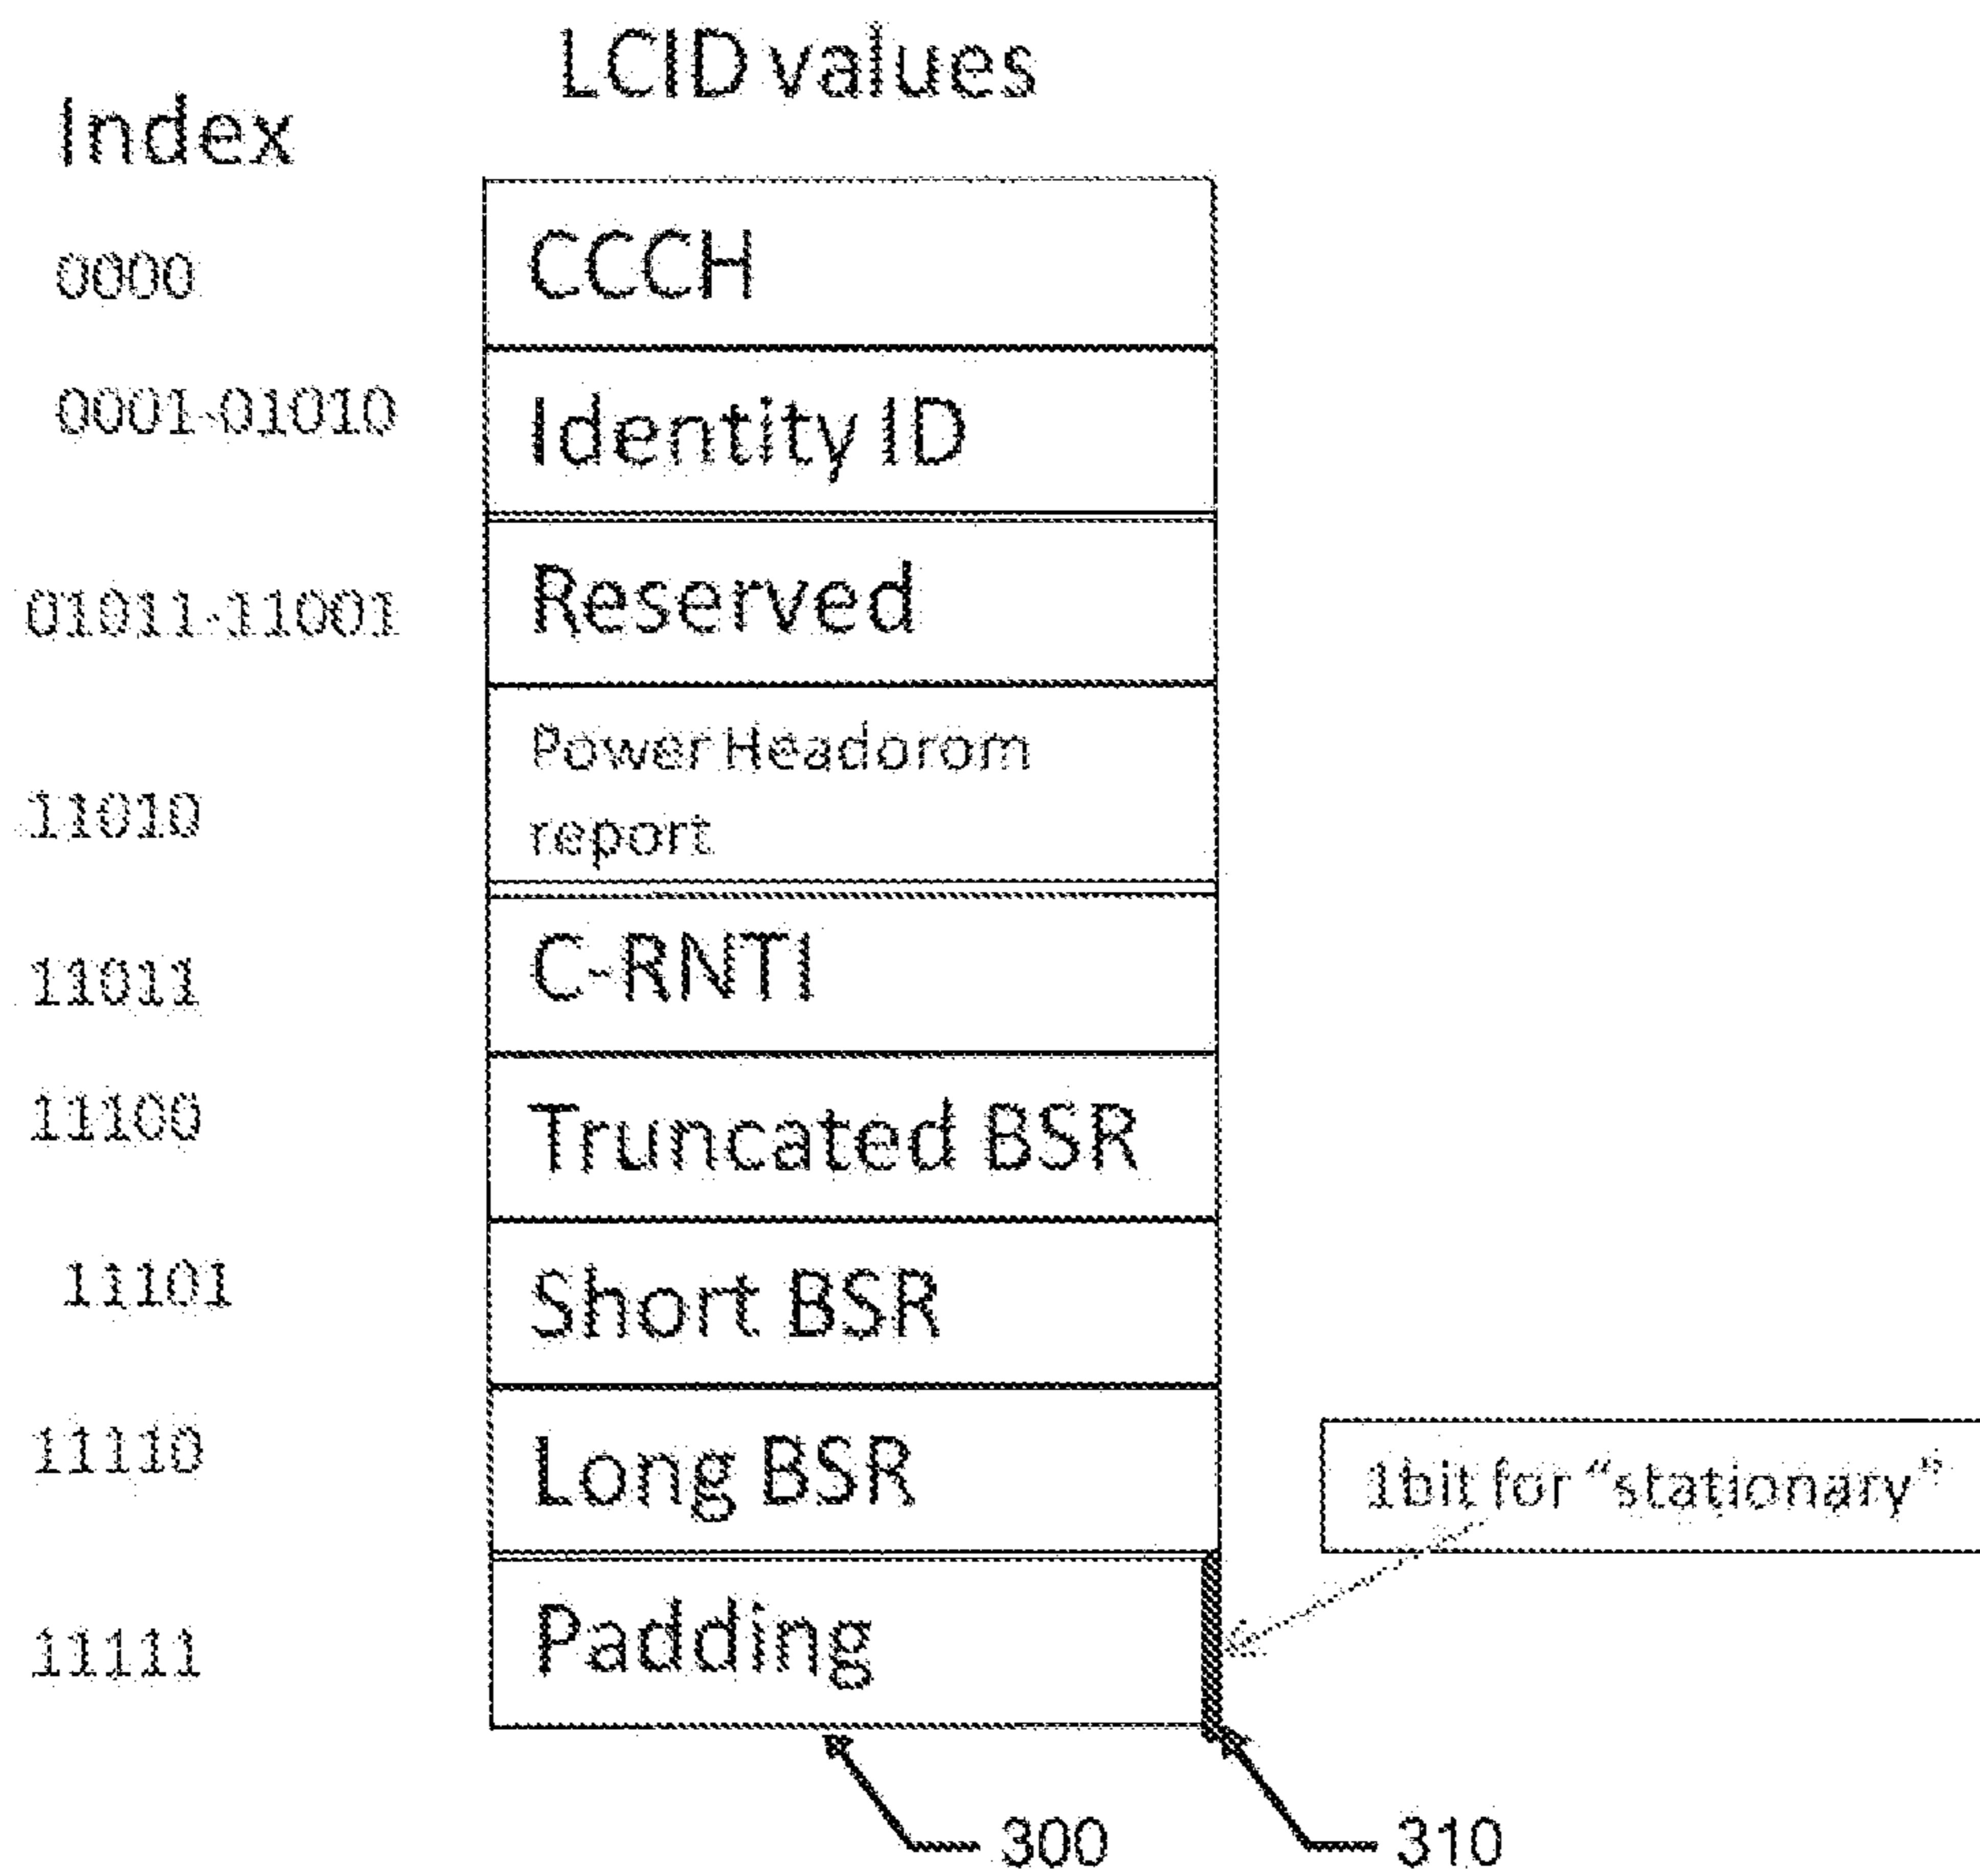 LCID values
Index
0000 CCCH
0001-01010 Identity ID
01011-11001 Reserved
Power Headorom
11010
report
11011 C-RNTI
11100 Truncated BSR
11101 Short BSR
11110 Long BSR
1bit for “stationary”
11111 Padding
300 310